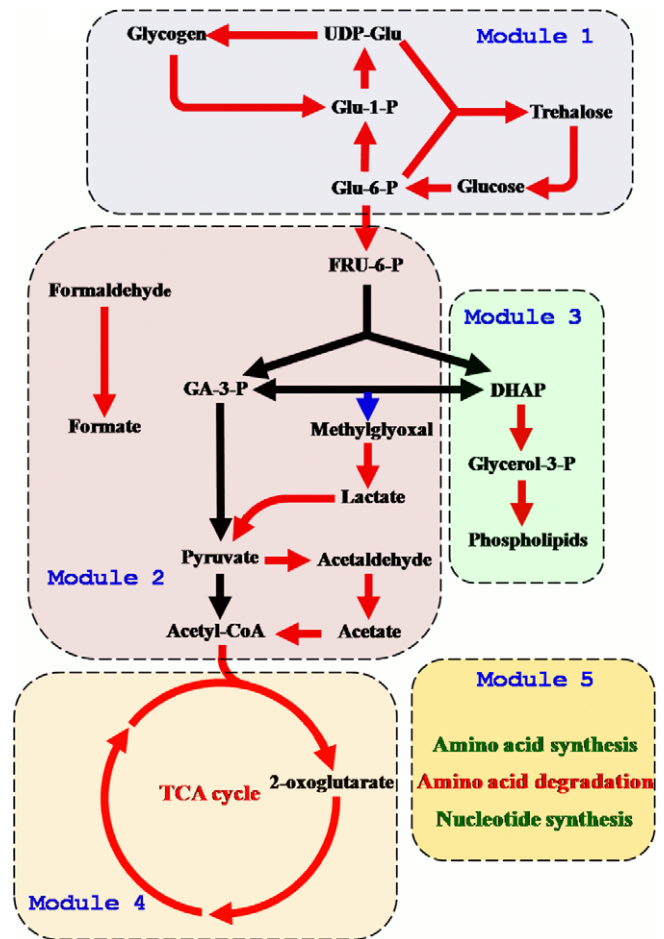 Module 1
Glycogen
UDP-Glu
Glu-1-P
Trehalose
Glu-6-P
Glucose
FRU-6-P
Formaldehyde
Module 3
GA-3-P
DHAP
Formate
Methylglyoxal
Glycerol-3-P
Lactate
Phospholipids
Pyruvate
Acetaldehyde
Module 2
Acetyl-CoA
Acetate
Module 5
Amino acid synthesis
Amino acid degradation
Nucleotide synthesis
TCA cycle
2-oxoglutarate
Module 4